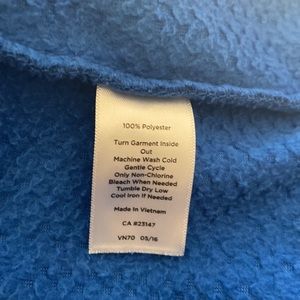 100% Polyester
Turn Garment Inside
Out
Machine Wash Cold
Gentle Cycle
Only Non-Chlorine
Bleach When Needed
Tumble Dry Low
Cool Iron If Needed
Made In Vietnam
CA #23147
VN70 05/16